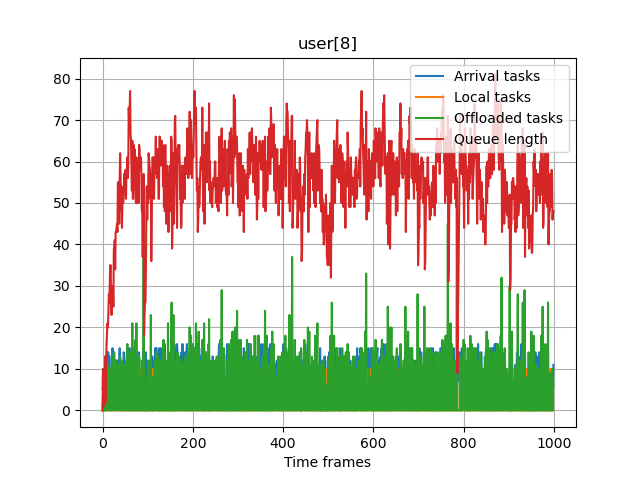 user[8]
Arrival tasks
Local tasks
Offloaded tasks
Queue length
80
70
60
50
40
30
20
10
0
0 200 400 600 800 1000
Time frames